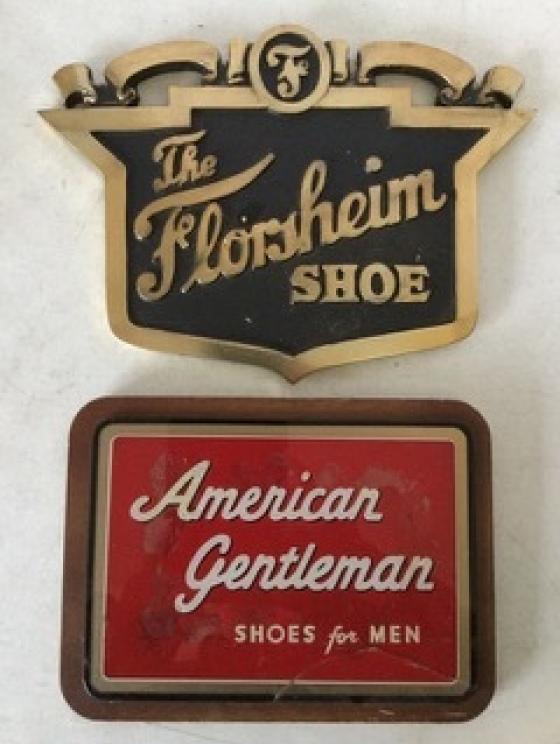 F
The
Florsheim
SHOE
American
Gentleman
SHOES for MEN